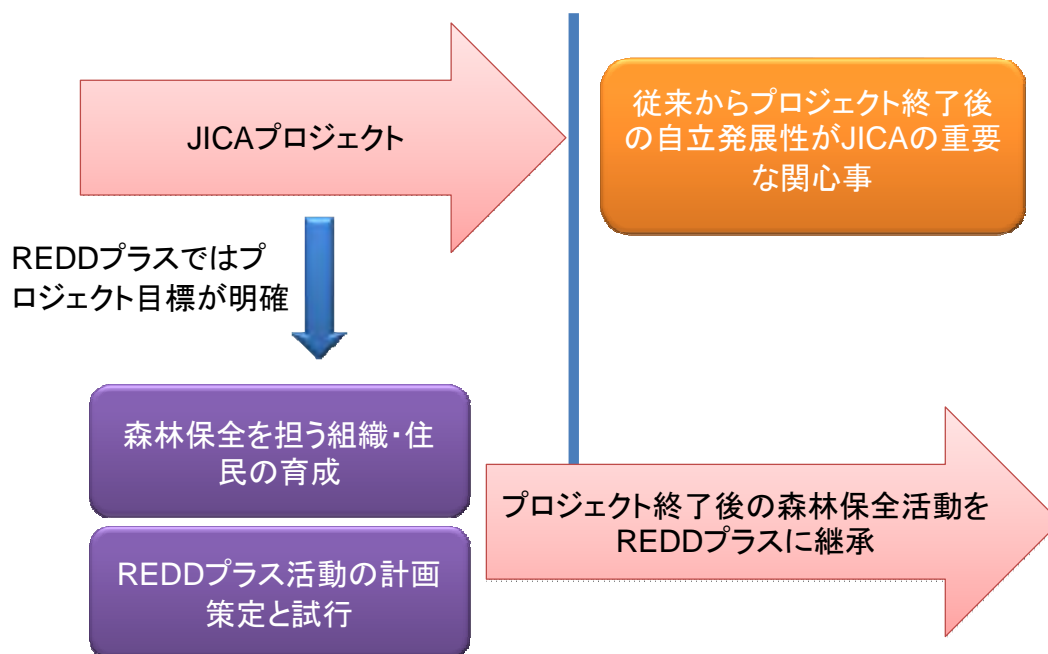 JICAプロジェクト
従来からプロジェクト終了後
の自立発展性がJICAの重要
な関心事
REDDプラスではプ
ロジェクト目標が明確
森林保全を担う組織・住
民の育成
REDDプラス活動の計画
策定と試行
プロジェクト終了後の森林保全活動を
REDDプラスに継承